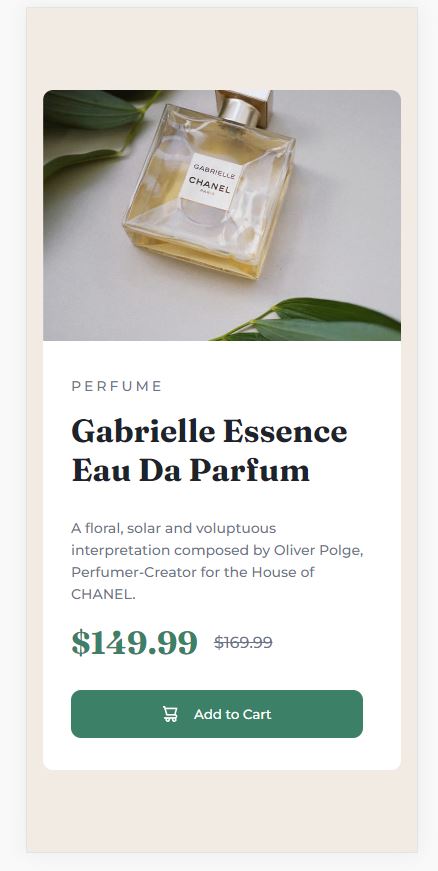 GABRIELLE
CHANEL
PARIS
PERFUME
Gabrielle Essence
Eau Da Parfum
A floral, solar and voluptuous
interpretation composed by Oliver Polge,
Perfumer-Creator for the House of
CHANEL.
$149.99 $169.99
Add to Cart